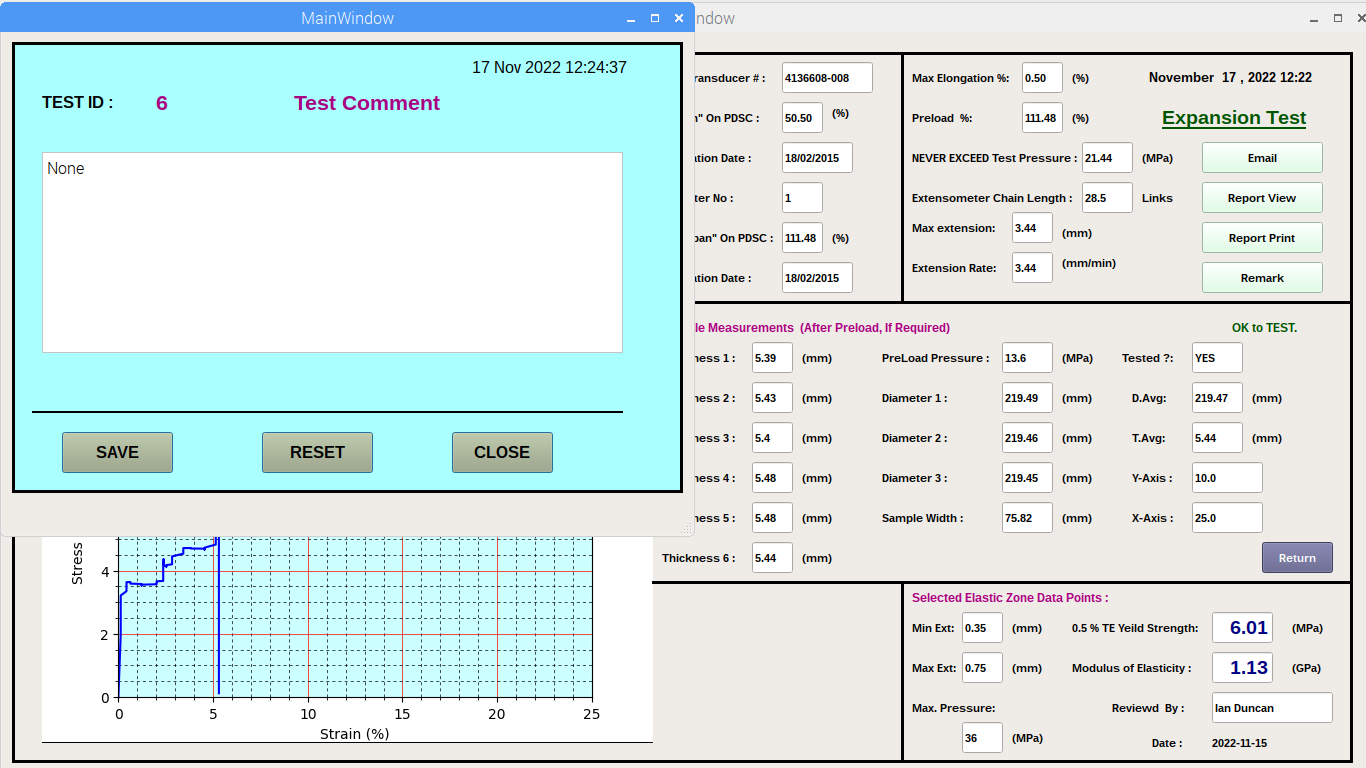 MainWindow
ndow
17 Nov 2022 12:24:37
TEST ID :
6
Test Comment
None
SAVE
RESET
CLOSE
ransducer # :
4136608-008
n" On PDSC :
50.50
(%)
ation Date :
18/02/2015
ter No :
1
pan" On PDSC :
111.48
(%)
ation Date :
18/02/2015
Max Elongation %:
0.50
(%)
Preload %:
111.48
(%)
NEVER EXCEED Test Pressure :
21.44
(MPa)
Extensometer Chain Length :
28.5
Links
Max extension:
3.44
(mm)
Extension Rate:
3.44
(mm/min)
November 17 , 2022 12:22
Expansion Test
Email
Report View
Report Print
Remark
le Measurements (After Preload, If Required)
OK to TEST.
ness 1 :
5.39
(mm)
PreLoad Pressure :
13.6
(MPa)
Tested ?:
YES
ness 2 :
5.43
(mm)
Diameter 1 :
219.49
(mm)
D.Avg:
219.47
(mm)
ness 3 :
5.4
(mm)
Diameter 2 :
219.46
(mm)
T.Avg:
5.44
(mm)
ness 4 :
5.48
(mm)
Diameter 3 :
219.45
(mm)
Y-Axis :
10.0
ness 5 :
5.48
(mm)
Sample Width :
75.82
(mm)
X-Axis :
25.0
Thickness 6 :
5.44
(mm)
Return
Stress
4
2
0
0
5
10
15
20
25
Strain (%)
Selected Elastic Zone Data Points :
Min Ext:
0.35
(mm)
0.5 % TE Yeild Strength:
6.01
(MPa)
Max Ext:
0.75
(mm)
Modulus of Elasticity :
1.13
(GPa)
Max. Pressure:
36
(MPa)
Reviewd By :
Ian Duncan
Date :
2022-11-15